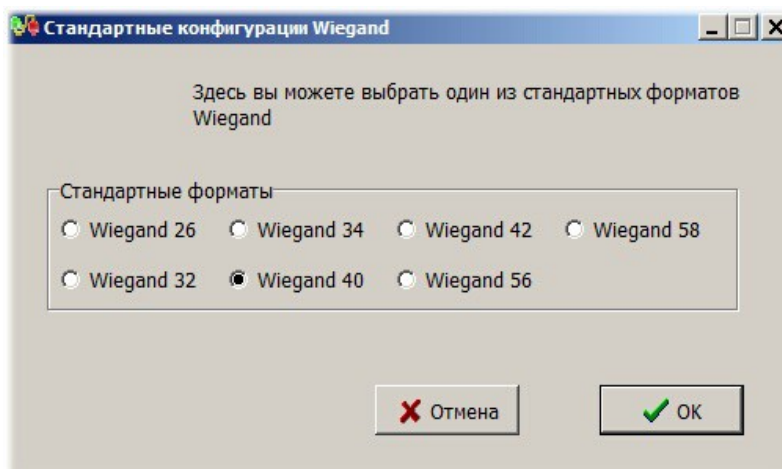 Стандартные конфигурации Wiegand
Здесь вы можете выбрать один из стандартных форматов
Wiegand
Стандартные форматы
Wiegand 26 Wiegand 34 Wiegand 42 Wiegand 58
Wiegand 32 Wiegand 40 Wiegand 56
Отмена OK